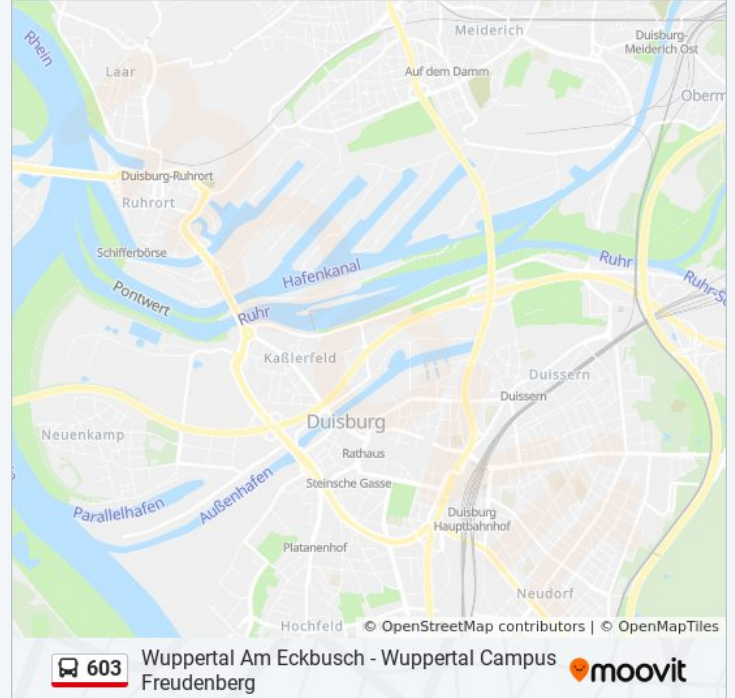 Meiderich
Duisburg-
Meiderich Ost
Rhein
Laar
Auf dem Damm
Oberm
Duisburg-Ruhrort
Ruhrort
Schifferbörse
Hafenkanal
Ruhr
Ruhr-Sc
Pontwert
Ruhr
Kaßlerfeld
Duissern
Duissern
Duisburg
Neuenkamp
Rathaus
Steinsche Gasse
Außenhafen
Parallelhafen
Duisburg
Hauptbahnhof
Platanenhof
Neudorf
Hochfeld
© OpenStreetMap contributors | © OpenMapTiles
603
Wuppertal Am Eckbusch - Wuppertal Campus
Freudenberg
moovit